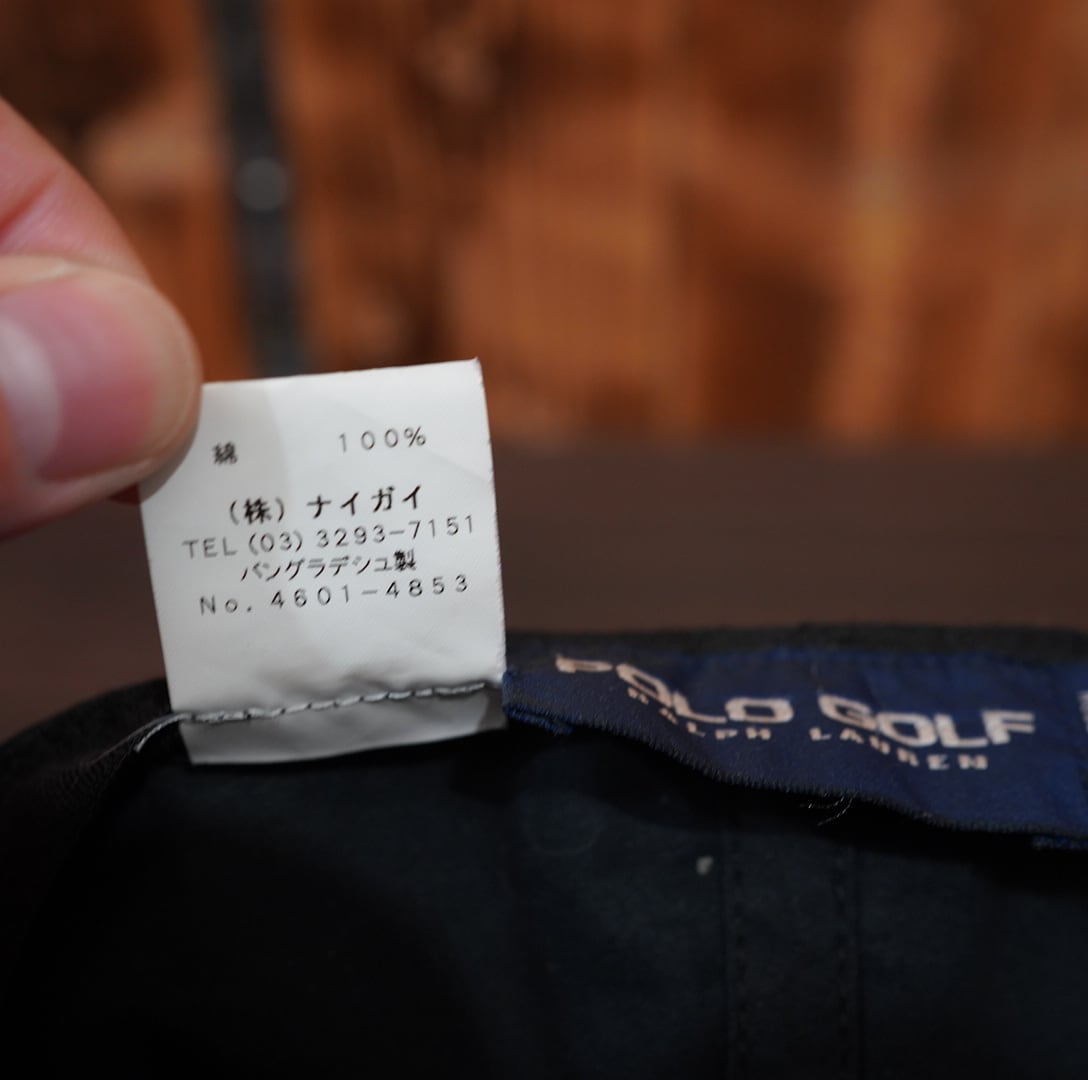 綿 100%
(株) ナイガイ
TEL (03) 3293-7151
バングラデシュ製
No. 4601-4853
POLO GOLF
RALPH LAUREN